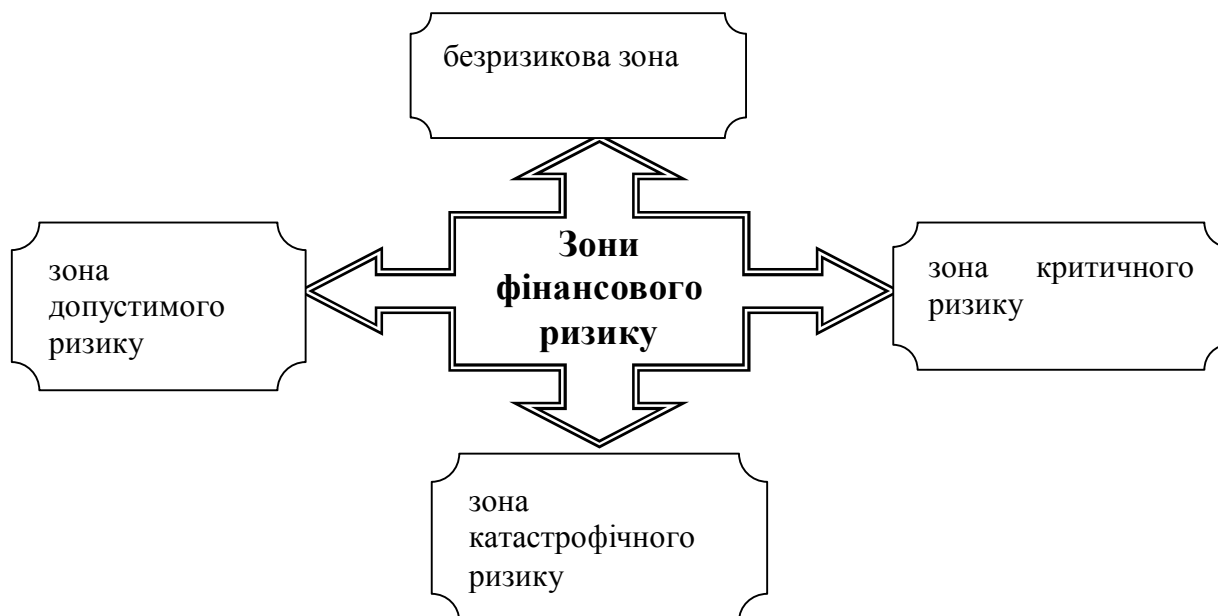 безризикова зона
зона
допустимого
ризику
Зони
фінансового
ризику
зона критичного
ризику
зона
катастрофічного
ризику